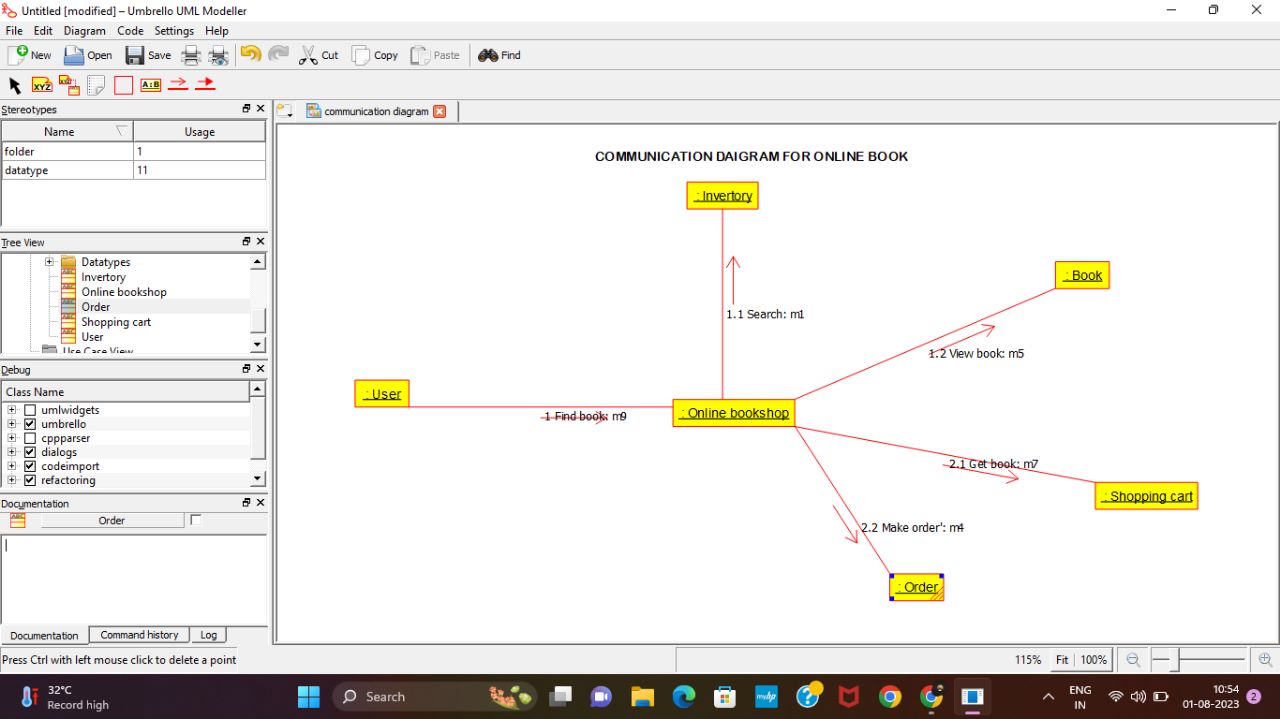 Untitled [modified] – Umbrello UML Modeller
File Edit Diagram Code Settings Help
New Open Save Cut Copy Paste Find
XYZ A:B
Stereotypes
Name Usage
folder 1
datatype 11
Tree View
Datatypes
Inventory
Online bookshop
Order
Shopping cart
User
Use Case View
Debug
Class Name
umlwidgets
umbrello
cppparser
dialogs
codeimport
refactoring
Documentation
Order
Documentation Command history Log
Press Ctrl with left mouse click to delete a point
communication diagram
COMMUNICATION DAIGRAM FOR ONLINE BOOK
: Invertory
: Book
1.1 Search: m1
1.2 View book: m5
: User
1 Find book: m9
: Online bookshop
2.1 Get book: m7
: Shopping cart
2.2 Make order': m4
: Order
115% Fit 100%
32°C
Record high
Search
myhp
ENG
IN
10:54
01-08-2023
2